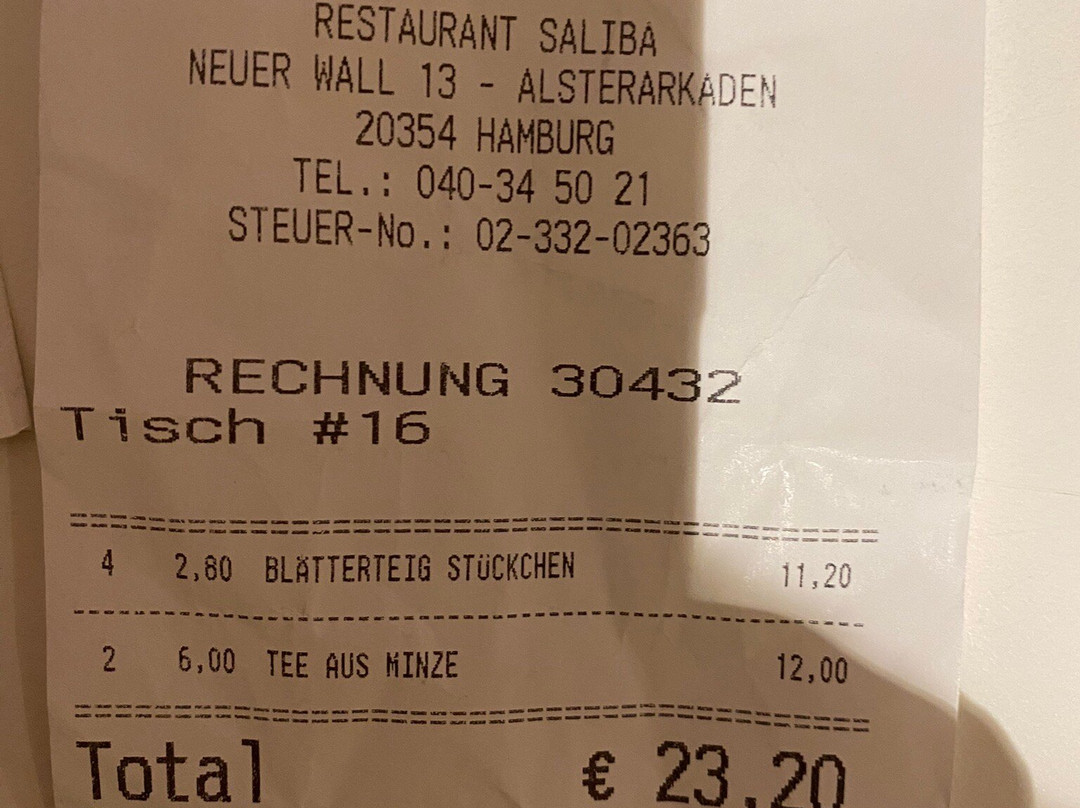 RESTAURANT SALIBA
NEUER WALL 13 - ALSTERARKADEN
20354 HAMBURG
TEL.: 040-34 50 21
STEUER-No.: 02-332-02363
RECHNUNG 30432
Tisch #16
4 2,80 BLÄTTERTEIG STÜCKCHEN 11,20
2 6,00 TEE AUS MINZE 12,00
Total € 23,20